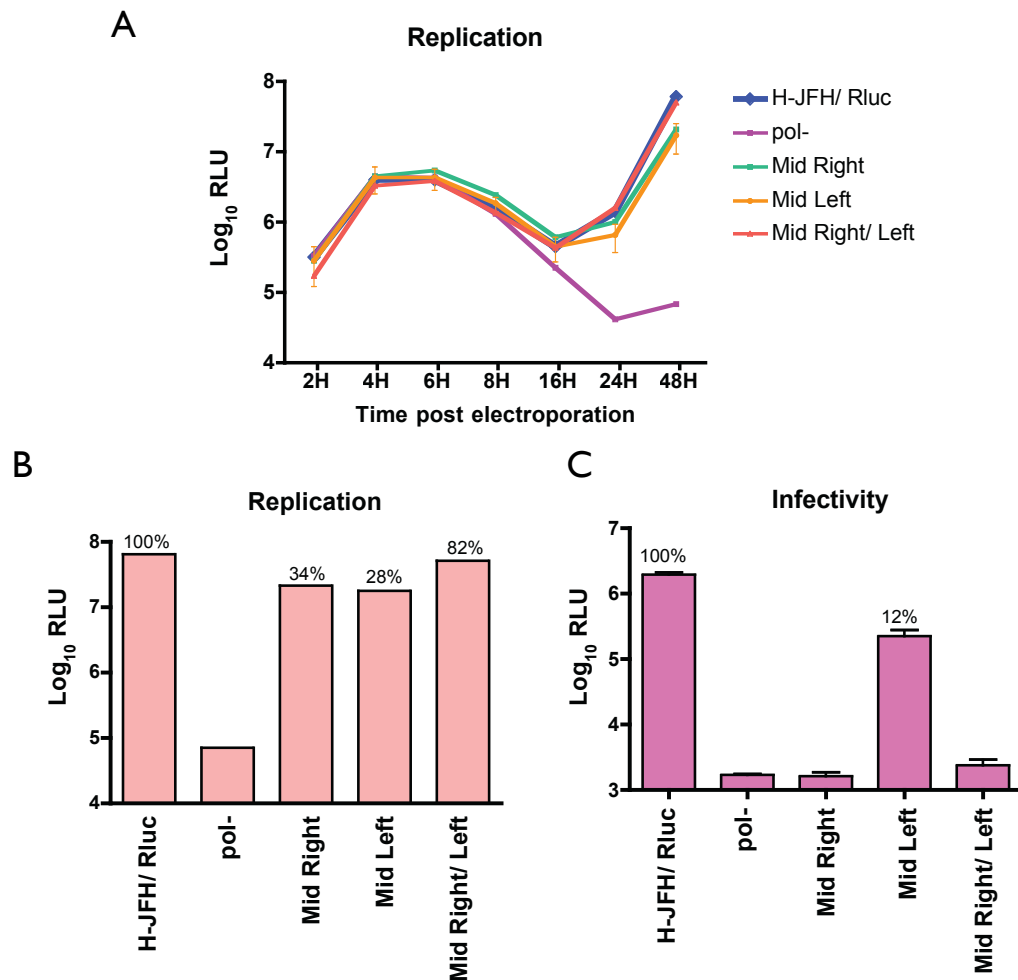 A
Replication
Log10 RLU
8
7
6
5
4
2H 4H 6H 8H 16H 24H 48H
Time post electroporation
H-JFH/ Rluc
pol-
Mid Right
Mid Left
Mid Right/ Left
B
Replication
Log10 RLU
8
7
6
5
4
100%
34%
28%
82%
H-JFH/ Rluc
pol-
Mid Right
Mid Left
Mid Right/ Left
C
Infectivity
Log10 RLU
7
6
5
4
3
100%
12%
H-JFH/ Rluc
pol-
Mid Right
Mid Left
Mid Right/ Left